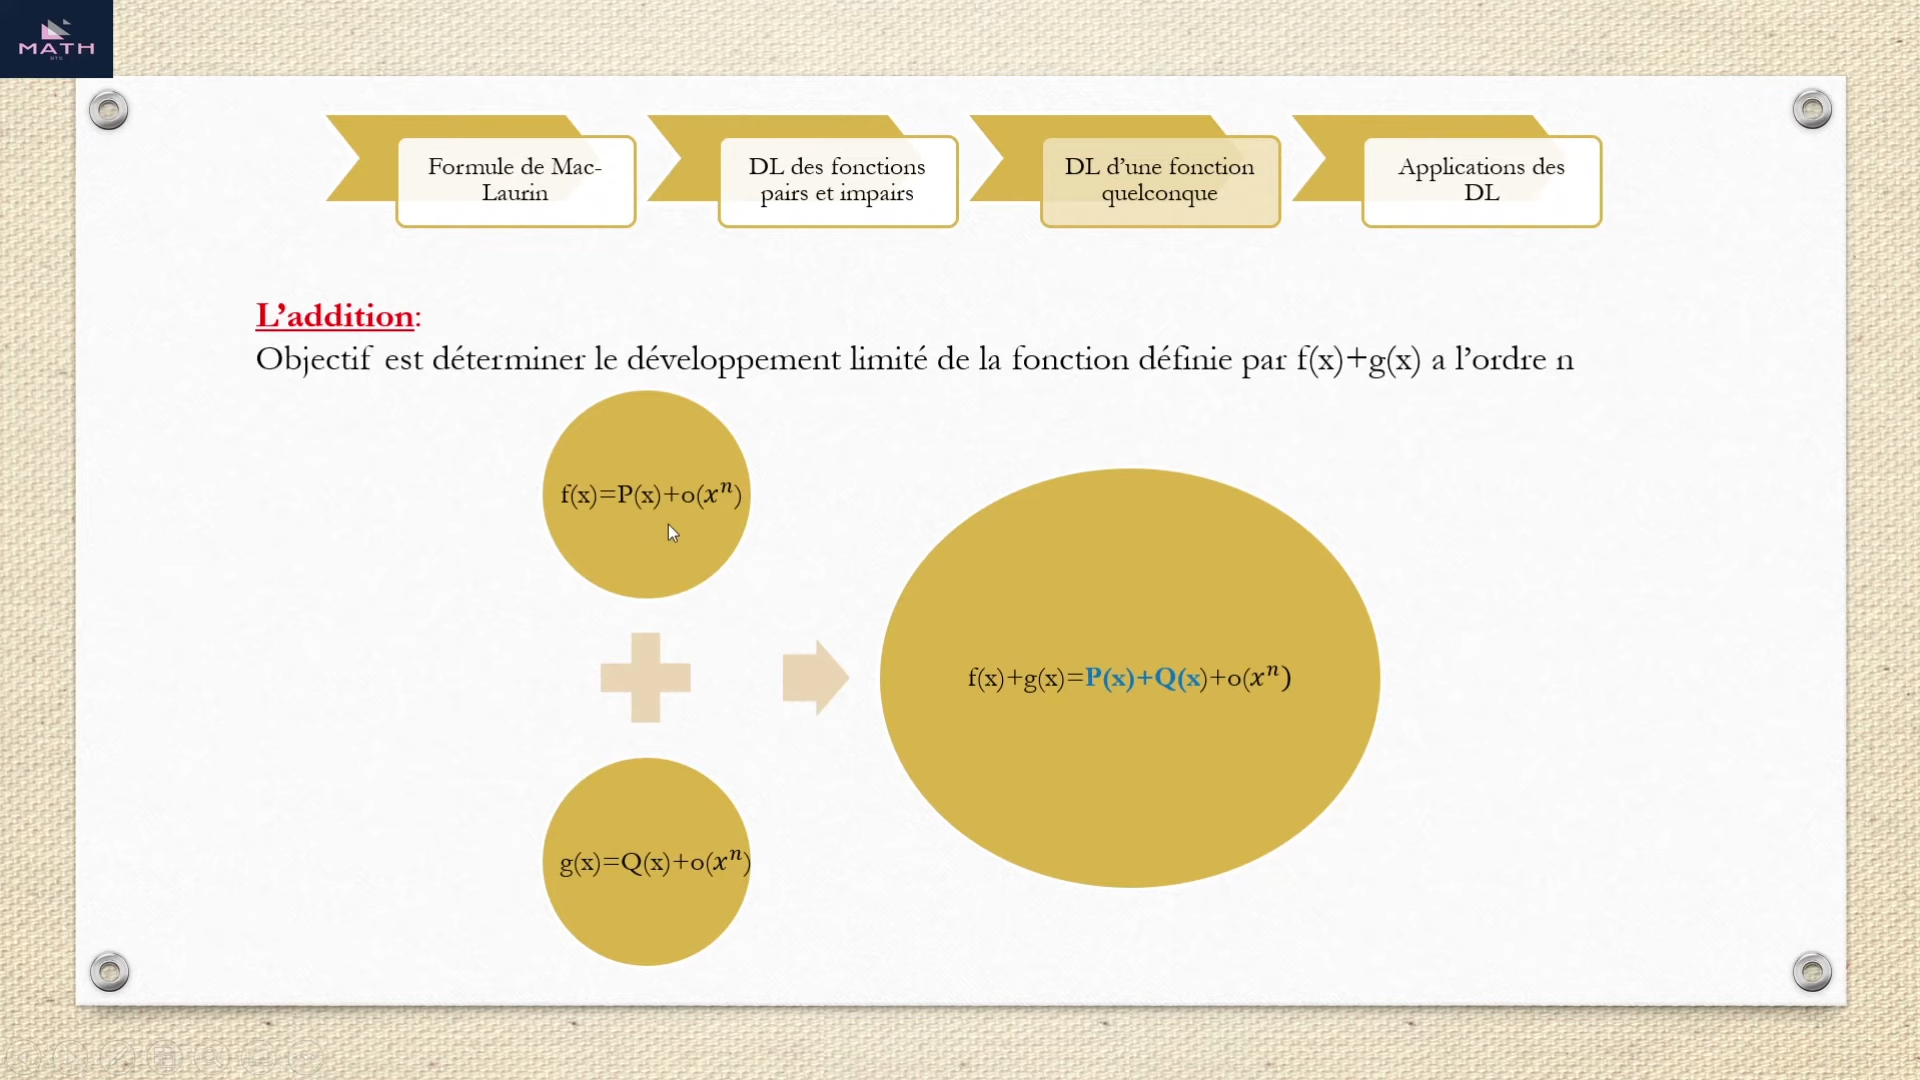 MATH
Formule de Mac-
Laurin
DL des fonctions
pairs et impairs
DL d’une fonction
quelconque
Applications des
DL
L’addition:
Objectif est déterminer le développement limité de la fonction définie par f(x)+g(x) a l’ordre n
f(x)=P(x)+o(xⁿ)
f(x)+g(x)=P(x)+Q(x)+o(xⁿ)
g(x)=Q(x)+o(xⁿ)